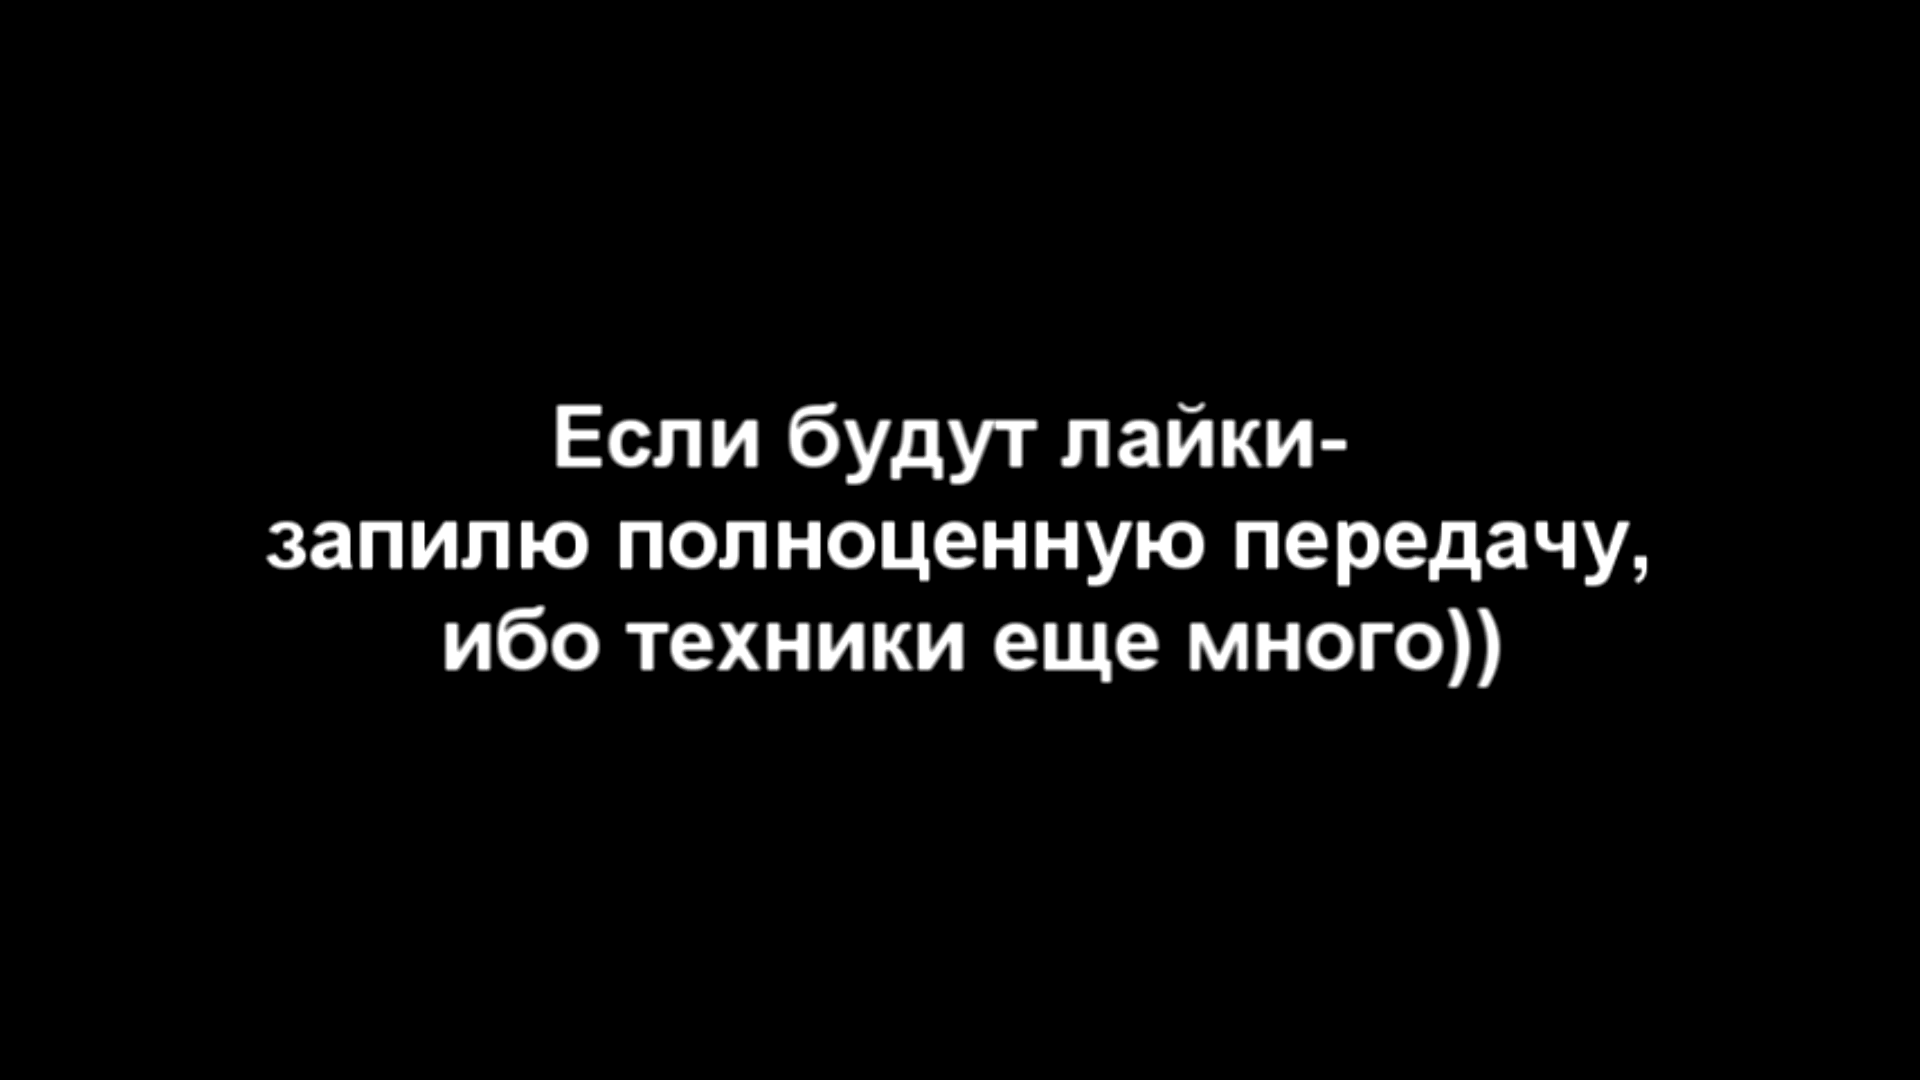 Если будут лайки-
запилю полноценную передачу,
ибо техники еще много))